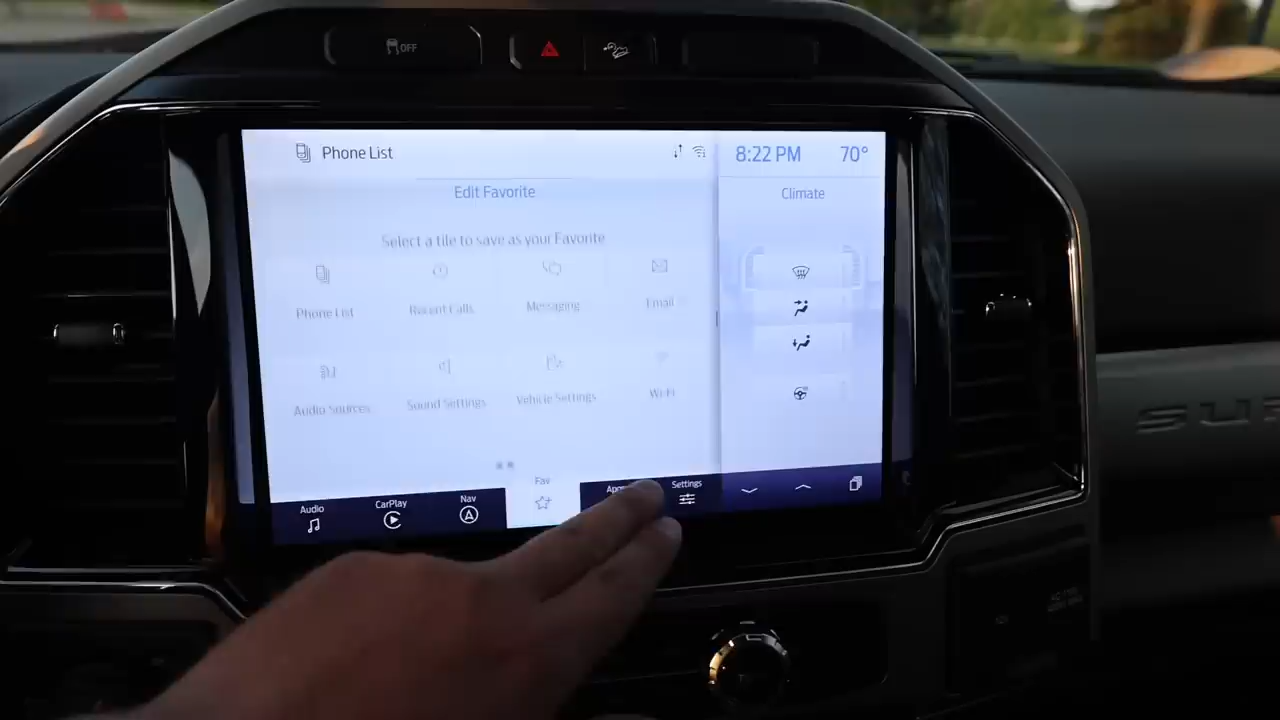 OFF
Phone List
8:22 PM 70°
Edit Favorite
Climate
Select a tile to save as your Favorite
Phone List Recent Calls Messaging Email
Audio Sources Sound Settings Vehicle Settings Wi-Fi
Audio CarPlay Nav Fav Settings